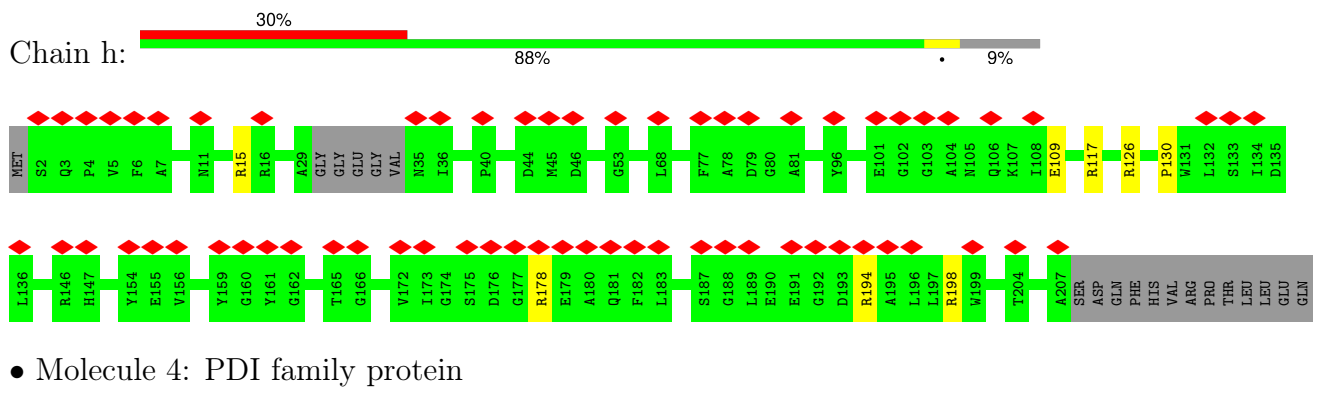 30%
Chain h:
88% • 9%
MET S2 Q3 P4 V5 F6 A7 N11 R15 R16 A29 GLY GLY GLU GLY VAL N35 I36 P40 D44 M45 D46 G53 L68 F77 A78 D79 G80 A81 Y96 E101 G102 G103 A104 N105 Q106 K107 I108 E109 R117 R126 P130 W131 L132 S133 I134 D135
L136 R146 H147 Y154 E155 V156 Y159 G160 Y161 G162 T165 G166 V172 I173 G174 S175 D176 G177 R178 E179 A180 Q181 F182 L183 S187 G188 L189 E190 E191 G192 D193 R194 A195 L196 L197 R198 W199 T204 A207 SER ASP GLN PHE HIS VAL ARG PRO THR LEU LEU GLU GLN
• Molecule 4: PDI family protein